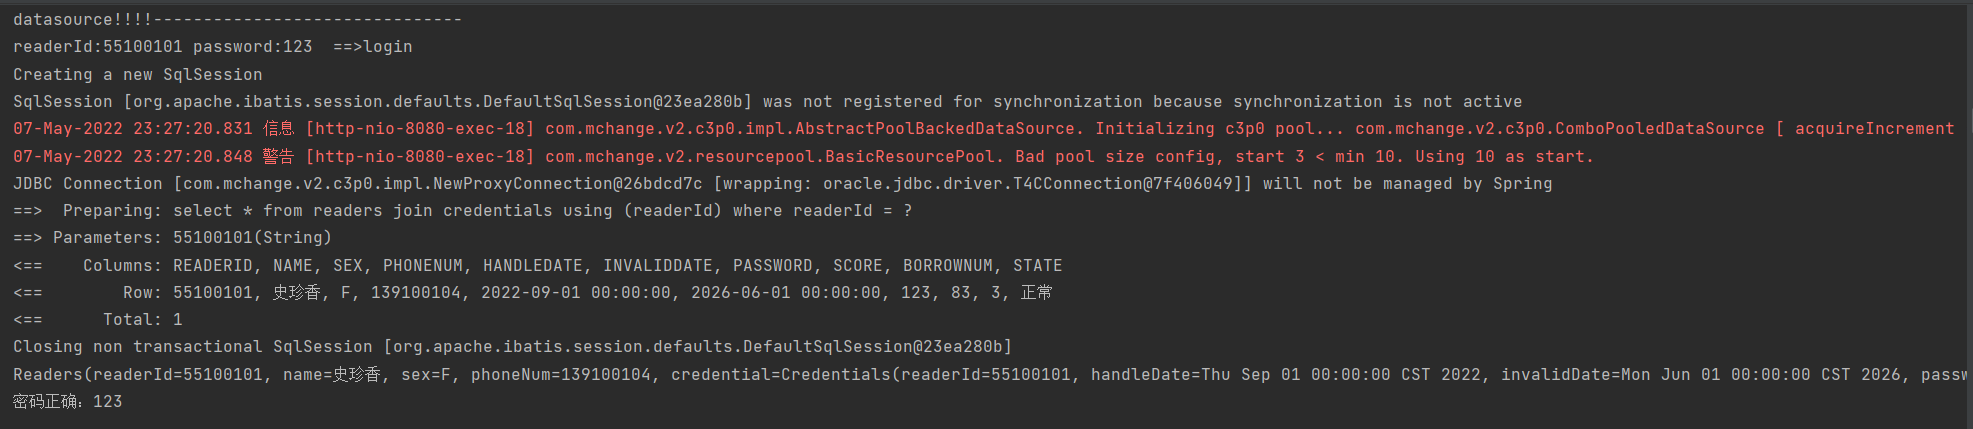 datasource!!!!-------------------------------
readerId:55100101 password:123  ==>login
Creating a new SqlSession
SqlSession [org.apache.ibatis.session.defaults.DefaultSqlSession@23ea280b] was not registered for synchronization because synchronization is not active
07-May-2022 23:27:20.831 信息 [http-nio-8080-exec-18] com.mchange.v2.c3p0.impl.AbstractPoolBackedDataSource. Initializing c3p0 pool... com.mchange.v2.c3p0.ComboPooledDataSource [ acquireIncrement
07-May-2022 23:27:20.848 警告 [http-nio-8080-exec-18] com.mchange.v2.resourcepool.BasicResourcePool. Bad pool size config, start 3 < min 10. Using 10 as start.
JDBC Connection [com.mchange.v2.c3p0.impl.NewProxyConnection@26bdcd7c [wrapping: oracle.jdbc.driver.T4CConnection@7f406049]] will not be managed by Spring
==>  Preparing: select * from readers join credentials using (readerId) where readerId = ?
==> Parameters: 55100101(String)
<==    Columns: READERID, NAME, SEX, PHONENUM, HANDLEDATE, INVALIDDATE, PASSWORD, SCORE, BORROWNUM, STATE
<==        Row: 55100101, 史珍香, F, 139100104, 2022-09-01 00:00:00, 2026-06-01 00:00:00, 123, 83, 3, 正常
<==      Total: 1
Closing non transactional SqlSession [org.apache.ibatis.session.defaults.DefaultSqlSession@23ea280b]
Readers(readerId=55100101, name=史珍香, sex=F, phoneNum=139100104, credential=Credentials(readerId=55100101, handleDate=Thu Sep 01 00:00:00 CST 2022, invalidDate=Mon Jun 01 00:00:00 CST 2026, passw
密码正确：123